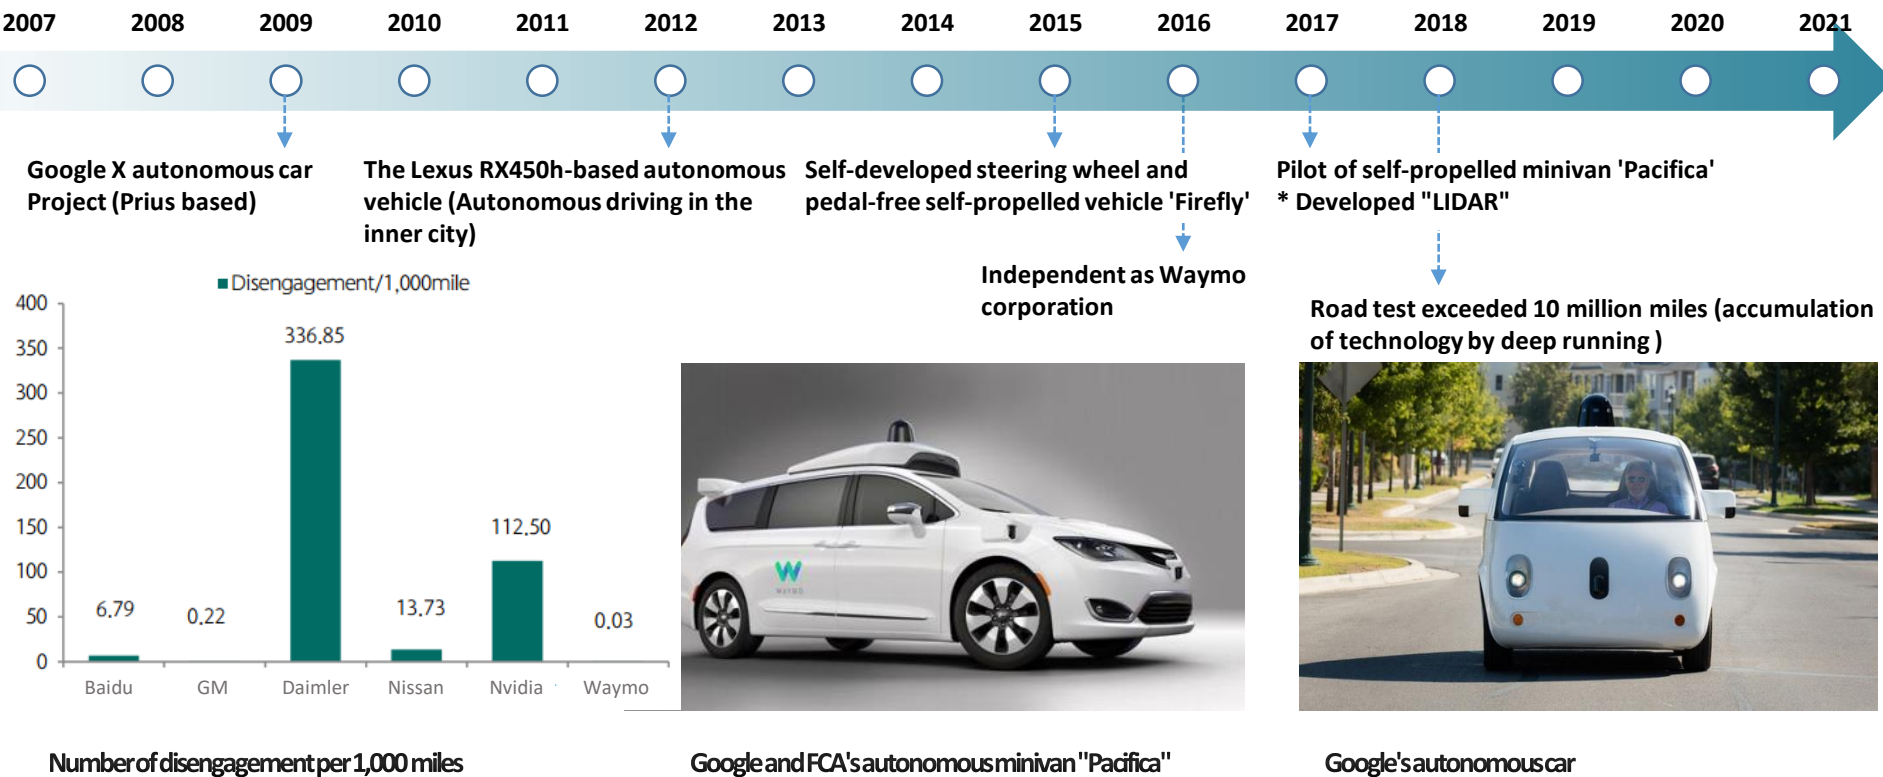 2007 2008 2009 2010 2011 2012 2013 2014 2015 2016 2017 2018 2019 2020 2021
Google X autonomous car
Project (Prius based)
The Lexus RX450h-based autonomous
vehicle (Autonomous driving in the
inner city)
Self-developed steering wheel and
pedal-free self-propelled vehicle 'Firefly'
Independent as Waymo
corporation
Pilot of self-propelled minivan 'Pacifica'
* Developed "LIDAR"
Road test exceeded 10 million miles (accumulation
of technology by deep running )
Disengagement/1,000mile
400
350
300
250
200
150
100
50
0
6.79
0.22
336.85
13.73
112.50
0.03
Baidu GM Daimler Nissan Nvidia Waymo
WAYMO
Number of disengagement per 1,000 miles
Google and FCA's autonomous minivan "Pacifica"
Google's autonomous car